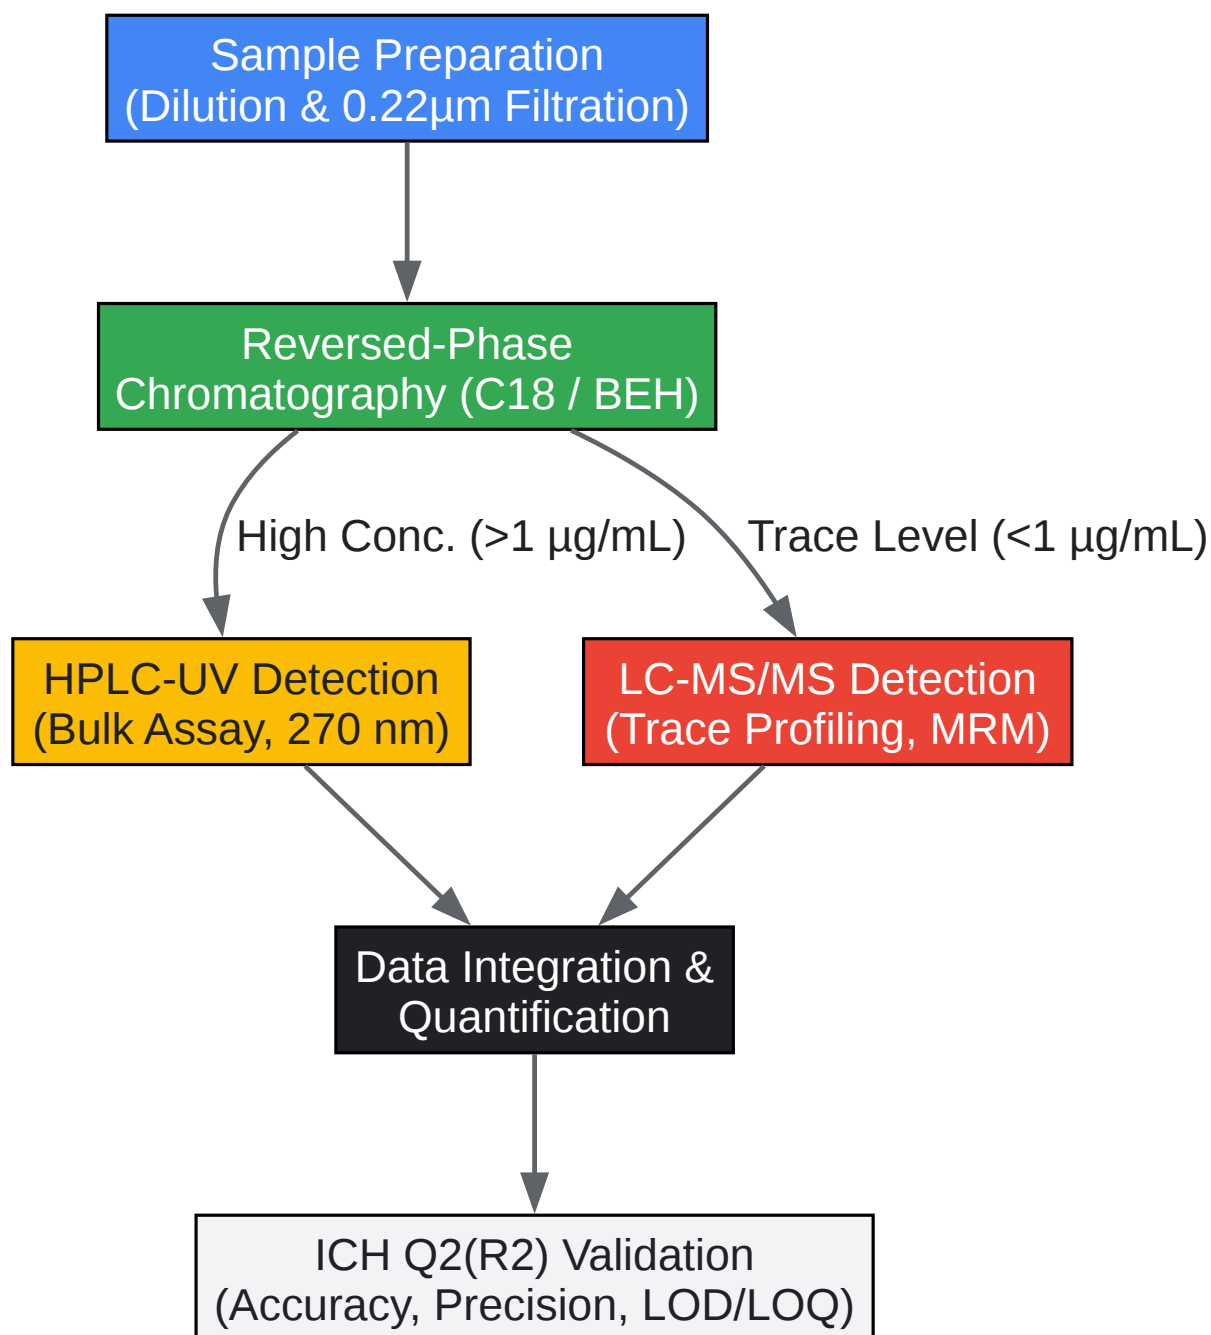 Sample Preparation
(Dilution & 0.22µm Filtration)
Reversed-Phase
Chromatography (C18 / BEH)
High Conc. (>1 µg/mL)
Trace Level (<1 µg/mL)
HPLC-UV Detection
(Bulk Assay, 270 nm)
LC-MS/MS Detection
(Trace Profiling, MRM)
Data Integration &
Quantification
ICH Q2(R2) Validation
(Accuracy, Precision, LOD/LOQ)